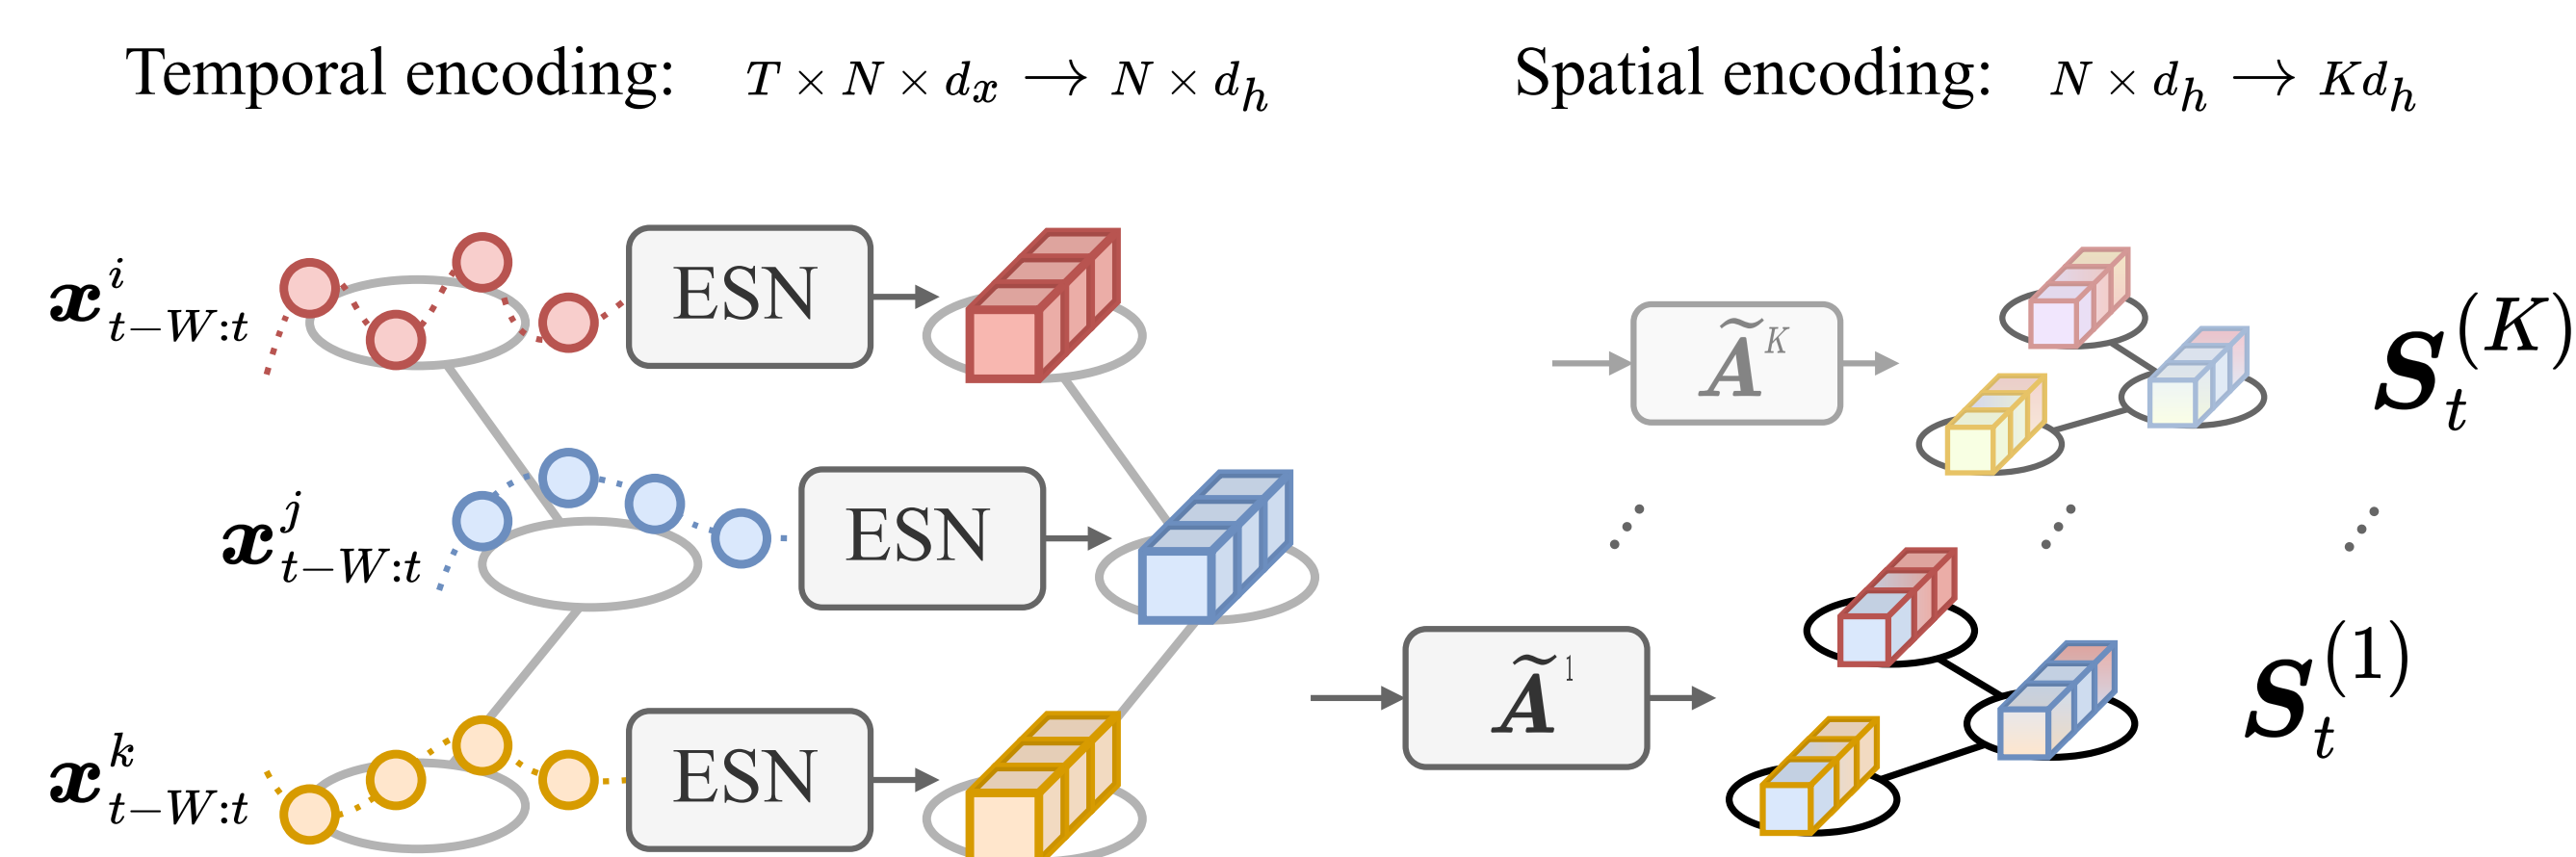 Temporal encoding: T × N × d_x → N × d_h
Spatial encoding: N × d_h → Kd_h
x^i_{t−W:t}
ESN
Ã^K
S_t^{(K)}
x^j_{t−W:t}
ESN
Ã^1
S_t^{(1)}
x^k_{t−W:t}
ESN